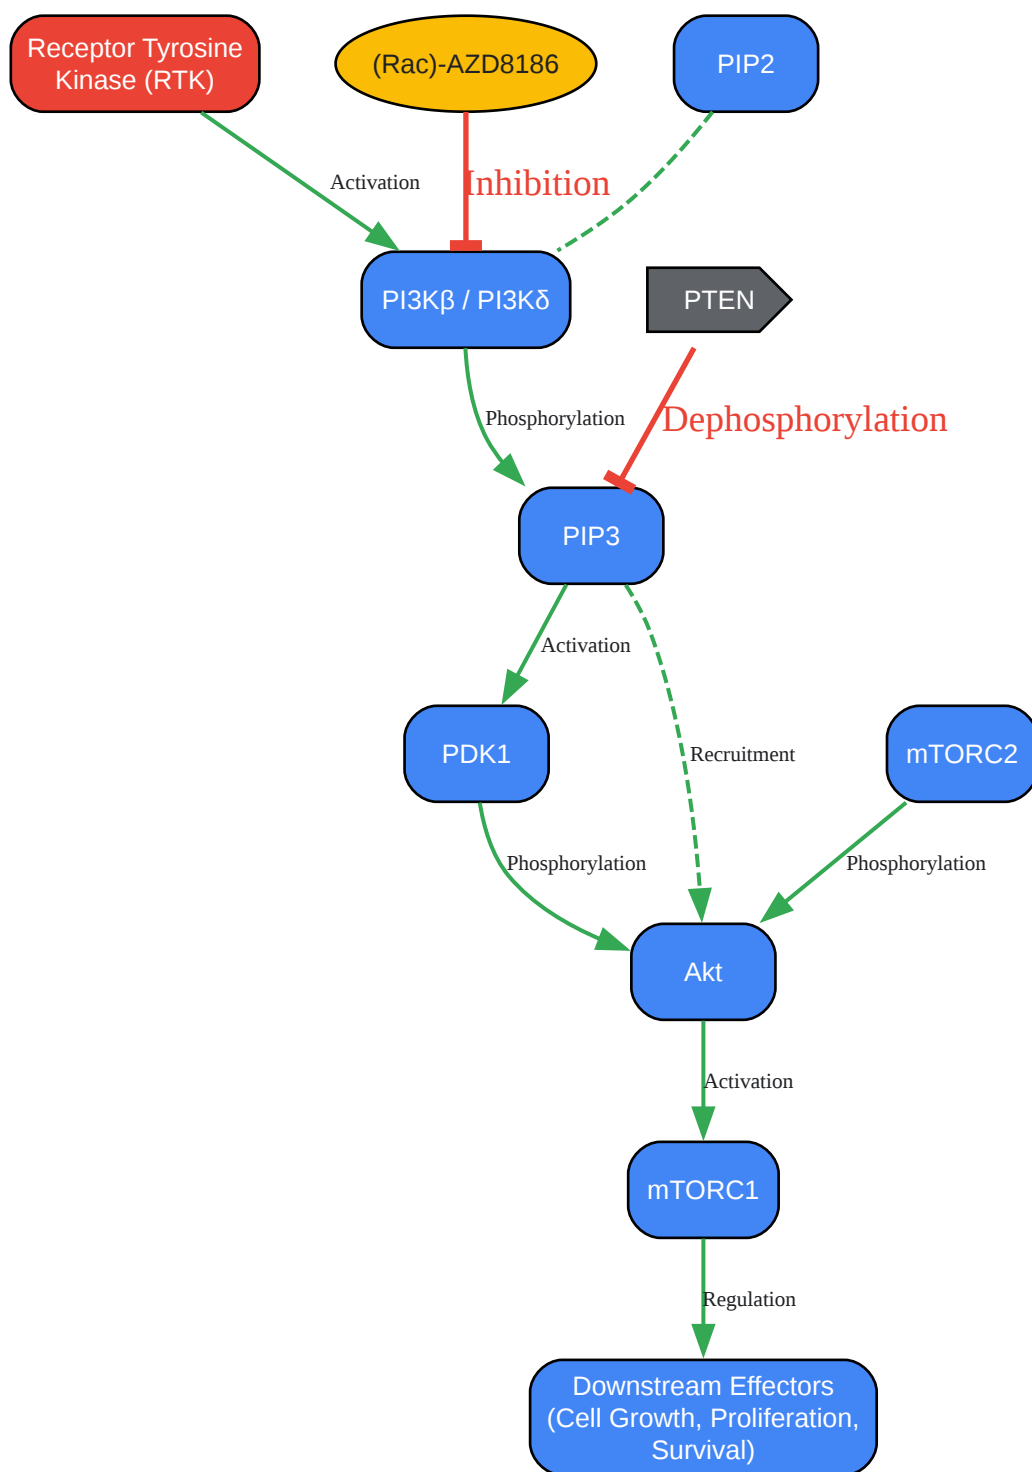 Receptor Tyrosine
Kinase (RTK)
(Rac)-AZD8186
PIP2
Activation
Inhibition
PI3Kβ / PI3Kδ
PTEN
Phosphorylation
Dephosphorylation
PIP3
Activation
PDK1
Recruitment
mTORC2
Phosphorylation
Phosphorylation
Akt
Activation
mTORC1
Regulation
Downstream Effectors
(Cell Growth, Proliferation,
Survival)